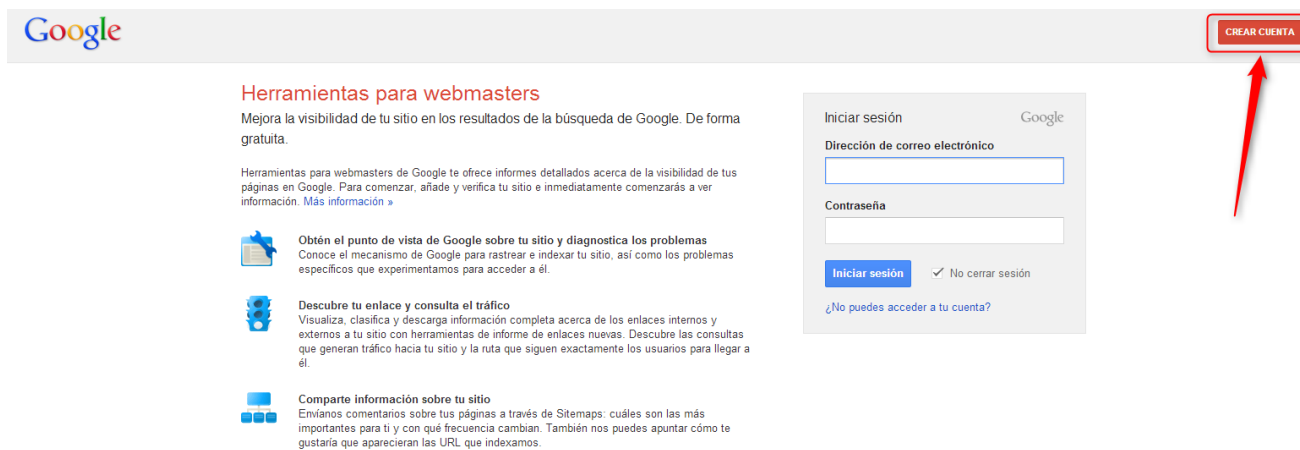 Google
CREAR CUENTA
Herramientas para webmasters
Mejora la visibilidad de tu sitio en los resultados de la búsqueda de Google. De forma
gratuita.
Herramientas para webmasters de Google te ofrece informes detallados acerca de la visibilidad de tus
páginas en Google. Para comenzar, añade y verifica tu sitio e inmediatamente comenzarás a ver
información. Más información »
Obtén el punto de vista de Google sobre tu sitio y diagnostica los problemas
Conoce el mecanismo de Google para rastrear e indexar tu sitio, así como los problemas
específicos que experimentamos para acceder a él.
Descubre tu enlace y consulta el tráfico
Visualiza, clasifica y descarga información completa acerca de los enlaces internos y
externos a tu sitio con herramientas de informe de enlaces nuevas. Descubre las consultas
que generan tráfico hacia tu sitio y la ruta que siguen exactamente los usuarios para llegar a
él.
Comparte información sobre tu sitio
Envíanos comentarios sobre tus páginas a través de Sitemaps: cuáles son las más
importantes para ti y con qué frecuencia cambian. También nos puedes apuntar cómo te
gustaría que aparecieran las URL que indexamos.
Iniciar sesión Google
Dirección de correo electrónico
Contraseña
Iniciar sesión No cerrar sesión
¿No puedes acceder a tu cuenta?